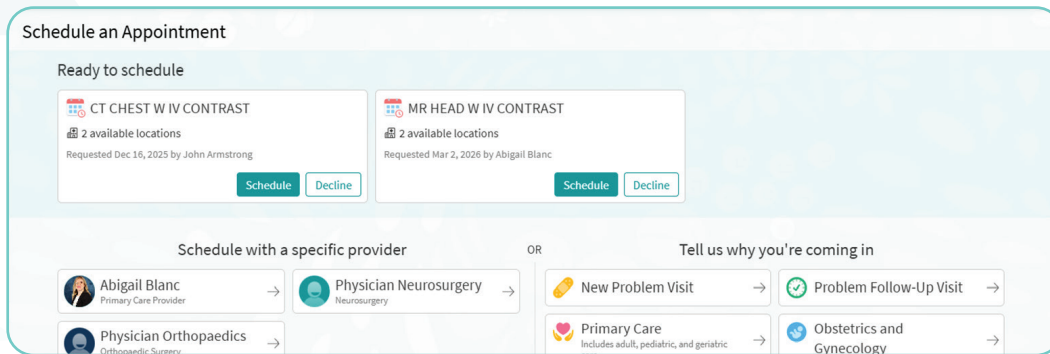 Schedule an Appointment
Ready to schedule
CT CHEST W IV CONTRAST
2 available locations
Requested Dec 16, 2025 by John Armstrong
Schedule
Decline
MR HEAD W IV CONTRAST
2 available locations
Requested Mar 2, 2026 by Abigail Blanc
Schedule
Decline
Schedule with a specific provider
Abigail Blanc
Primary Care Provider
Physician Neurosurgery
Neurosurgery
Physician Orthopaedics
Orthopaedic Surgery
OR
Tell us why you're coming in
New Problem Visit
Problem Follow-Up Visit
Primary Care
Includes adult, pediatric, and geriatric
Obstetrics and
Gynecology